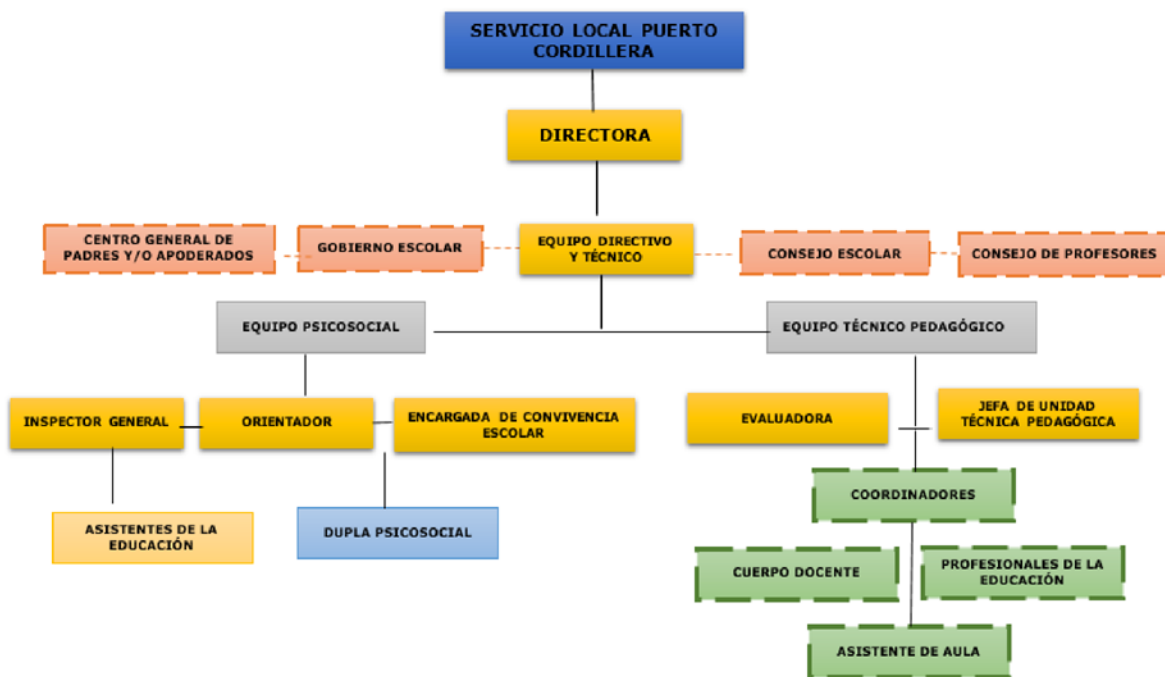 SERVICIO LOCAL PUERTO
CORDILLERA
DIRECTORA
CENTRO GENERAL DE
PADRES Y/O APODERADOS
GOBIERNO ESCOLAR
EQUIPO DIRECTIVO
Y TÉCNICO
CONSEJO ESCOLAR
CONSEJO DE PROFESORES
EQUIPO PSICOSOCIAL
EQUIPO TÉCNICO PEDAGÓGICO
INSPECTOR GENERAL
ORIENTADOR
ENCARGADA DE CONVIVENCIA
ESCOLAR
EVALUADORA
JEFA DE UNIDAD
TÉCNICA PEDAGÓGICA
COORDINADORES
ASISTENTES DE LA
EDUCACIÓN
DUPLA PSICOSOCIAL
CUERPO DOCENTE
PROFESIONALES DE LA
EDUCACIÓN
ASISTENTE DE AULA